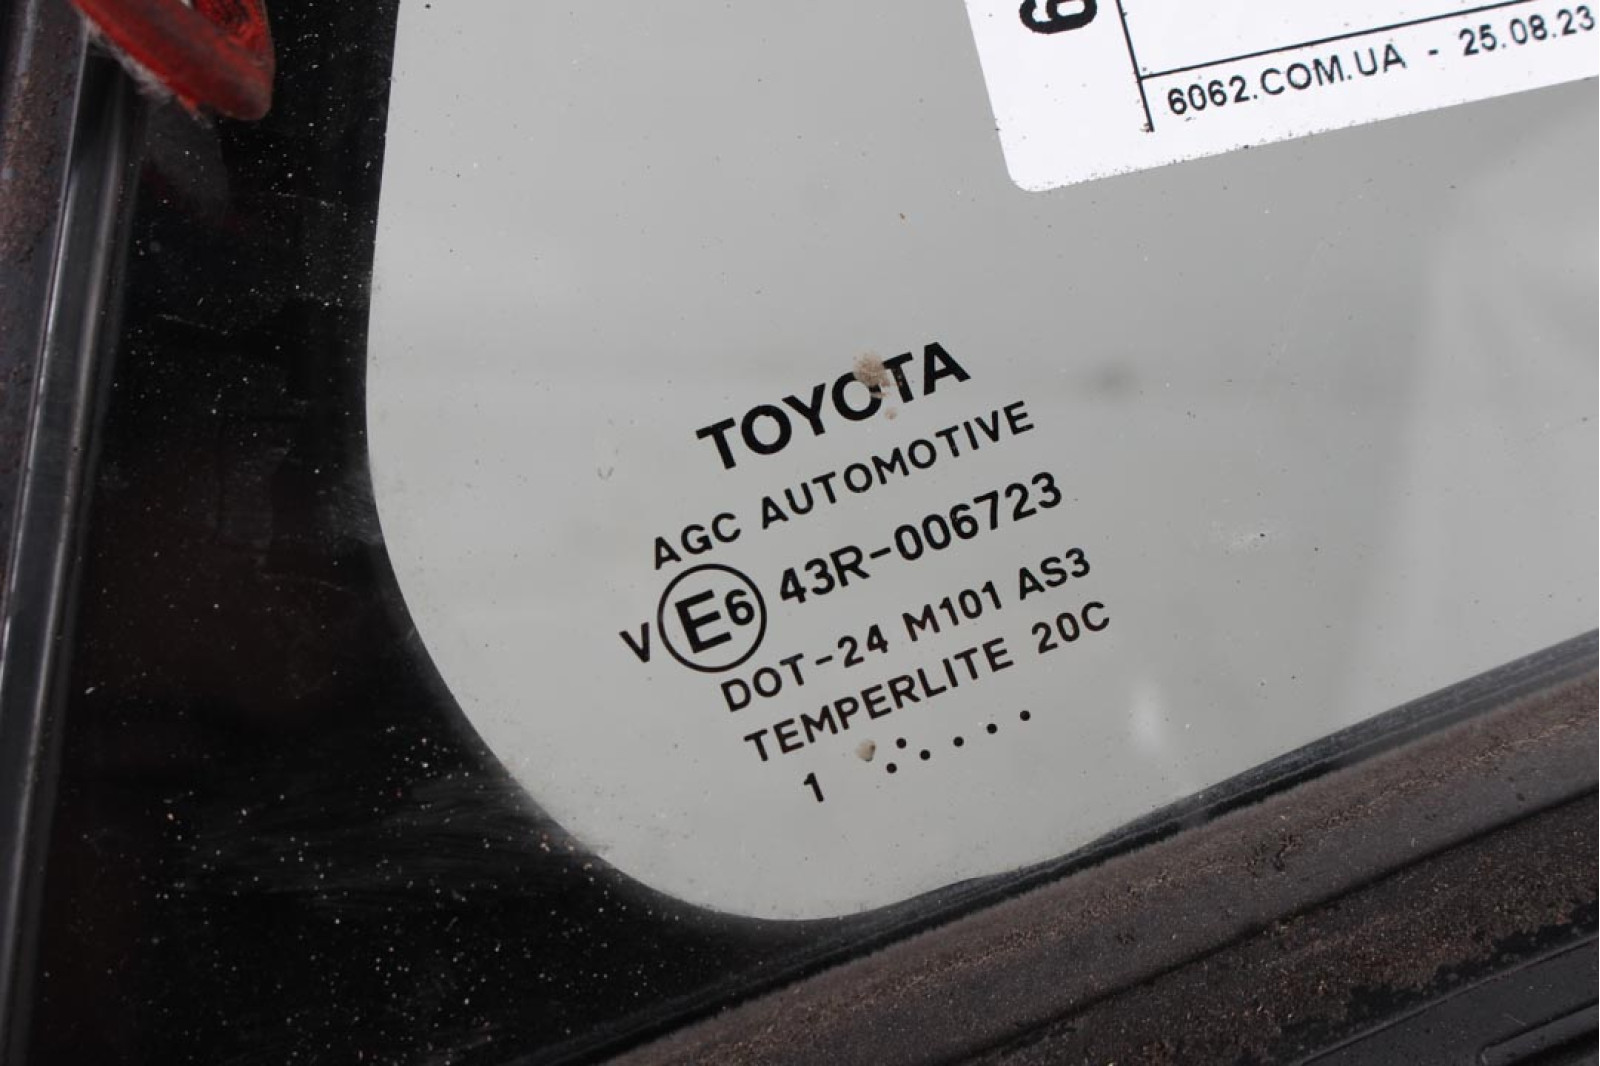 6
6062.COM.UA - 25.08.23
TOYOTA
AGC AUTOMOTIVE
V E6 43R-006723
DOT-24 M101 AS3
TEMPERLITE 20C
1 .:....